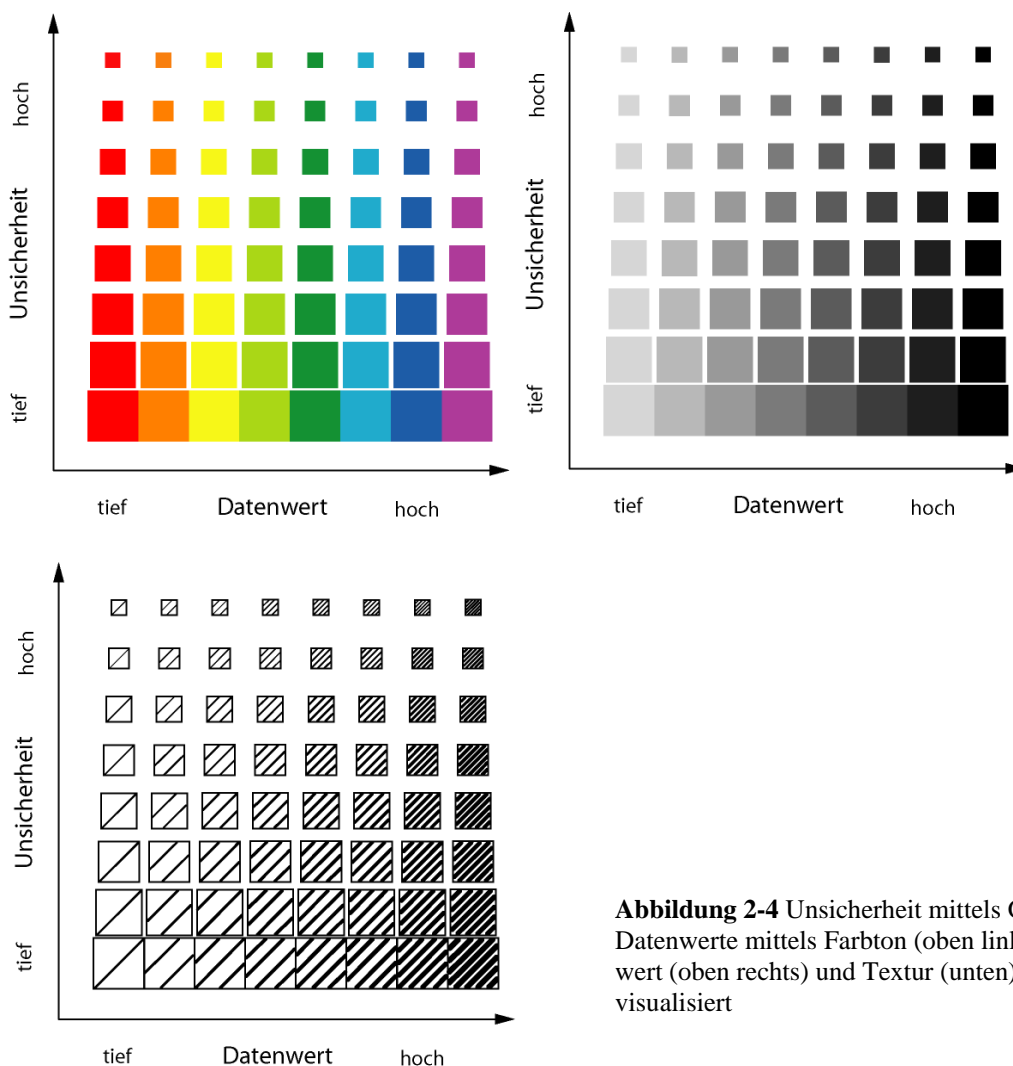 hoch
Unsicherheit
tief
tief Datenwert hoch
hoch
Unsicherheit
tief
tief Datenwert hoch
hoch
Unsicherheit
tief
tief Datenwert hoch
Abbildung 2-4 Unsicherheit mittels
Datenwerte mittels Farbton (oben
wert (oben rechts) und Textur (unten)
visualisiert